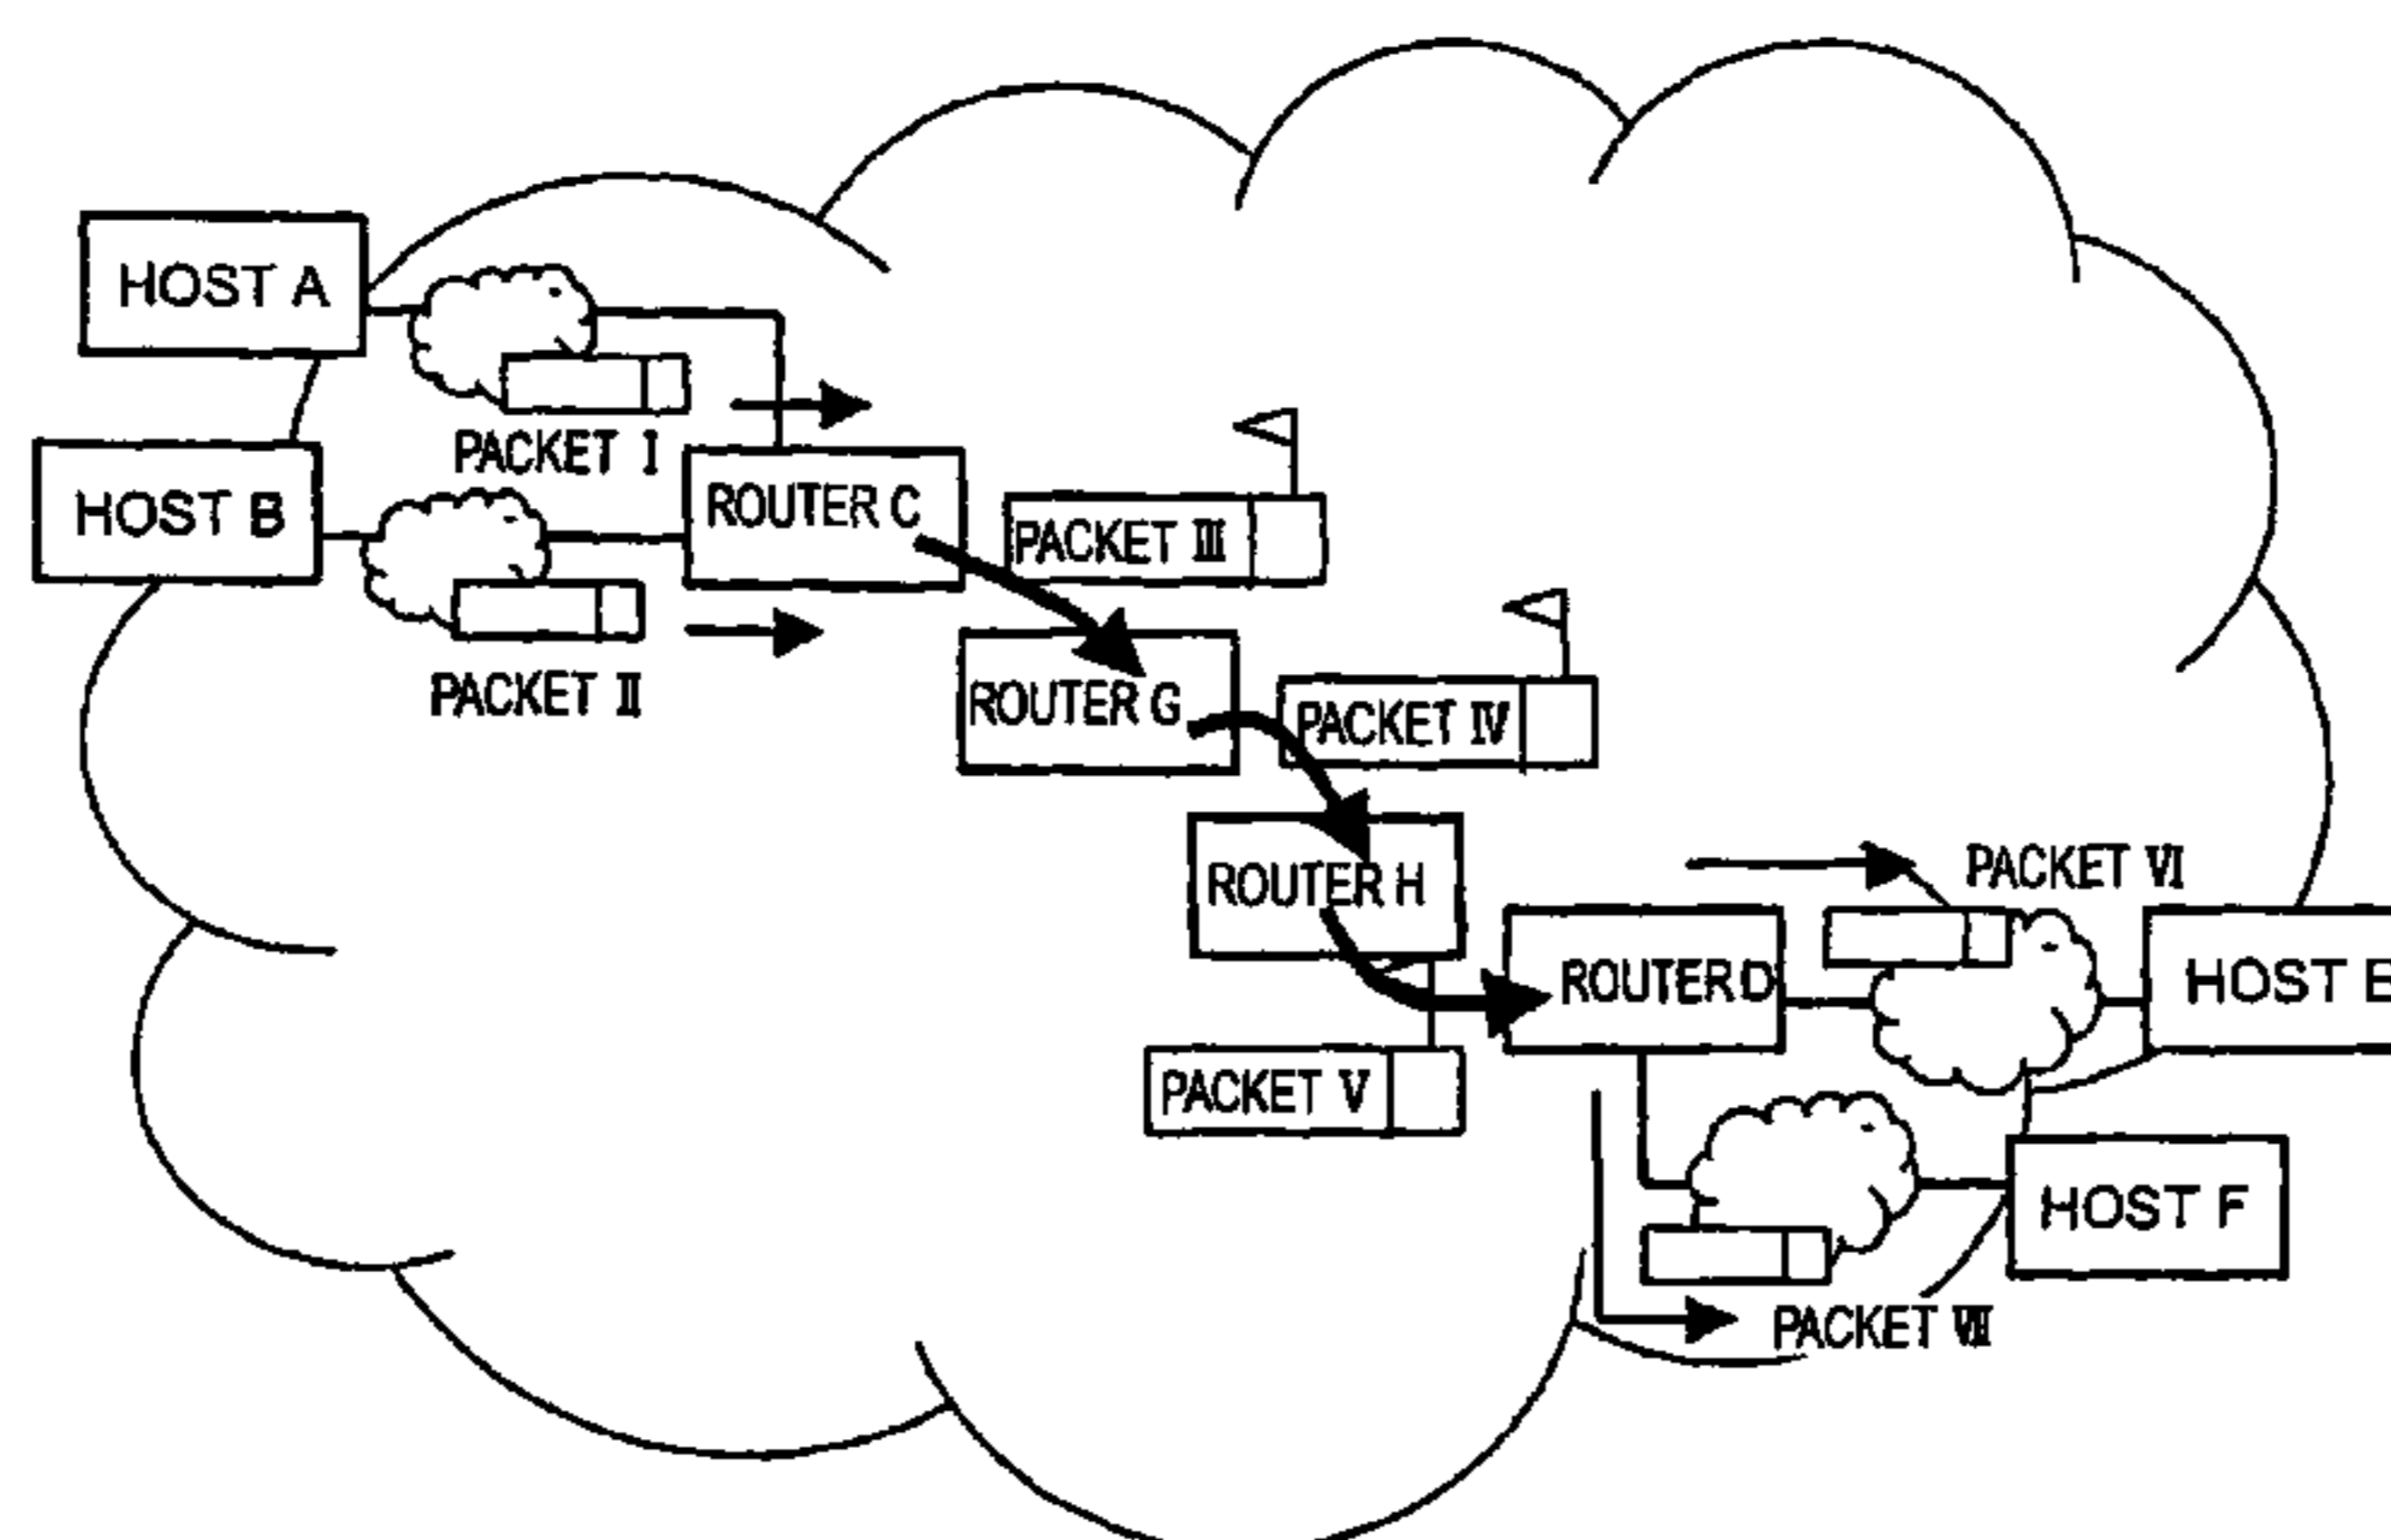 HOST A
PACKET I
HOST B
ROUTER C
PACKET III
PACKET II
ROUTER G
PACKET IV
ROUTER H
PACKET VI
ROUTER D
HOST E
PACKET V
HOST F
PACKET VII